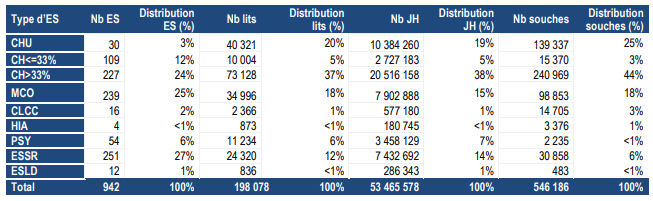 Type d'ES Nb ES Distribution ES (%) Nb lits Distribution lits (%) Nb JH Distribution JH (%) Nb souches Distribution souches (%)
CHU 30 3% 40 321 20% 10 384 260 19% 139 337 25%
CH<=33% 109 12% 10 004 5% 2 727 183 5% 15 370 3%
CH>33% 227 24% 73 128 37% 20 516 158 38% 240 969 44%
MCO 239 25% 34 996 18% 7 902 888 15% 98 853 18%
CLCC 16 2% 2 366 1% 577 180 1% 14 705 3%
HIA 4 <1% 873 <1% 180 745 <1% 3 376 1%
PSY 54 6% 11 234 6% 3 458 129 7% 2 235 <1%
ESSR 251 27% 24 320 12% 7 432 692 14% 30 858 6%
ESLD 12 1% 836 <1% 286 343 1% 483 <1%
Total 942 100% 198 078 100% 53 465 578 100% 546 186 100%